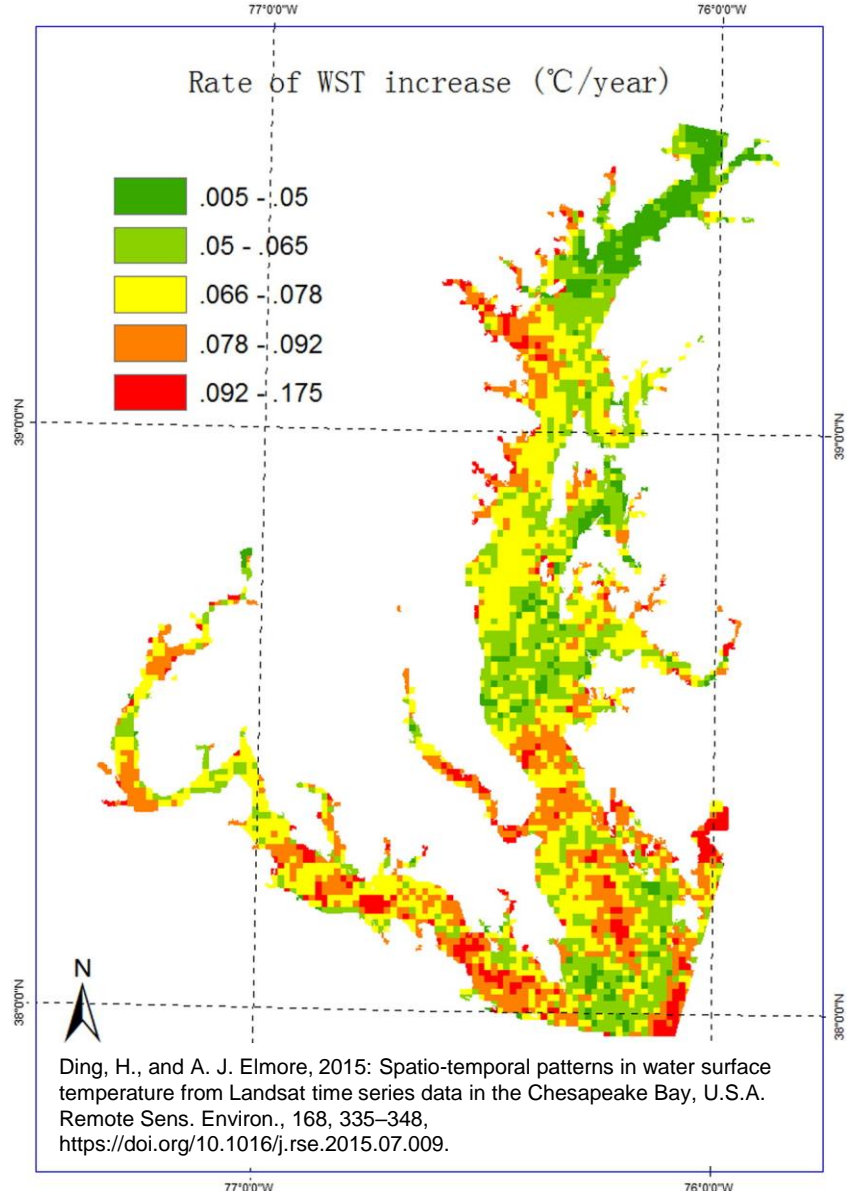 77°0'0"W
76°0'0"W
Rate of WST increase (℃/year)
.005 - .05
.05 - .065
.066 - .078
.078 - .092
.092 - .175
39°0'0"N
39°0'0"N
N
38°0'0"N
38°0'0"N
Ding, H., and A. J. Elmore, 2015: Spatio-temporal patterns in water surface
temperature from Landsat time series data in the Chesapeake Bay, U.S.A.
Remote Sens. Environ., 168, 335–348,
https://doi.org/10.1016/j.rse.2015.07.009.
77°0'0"W
76°0'0"W